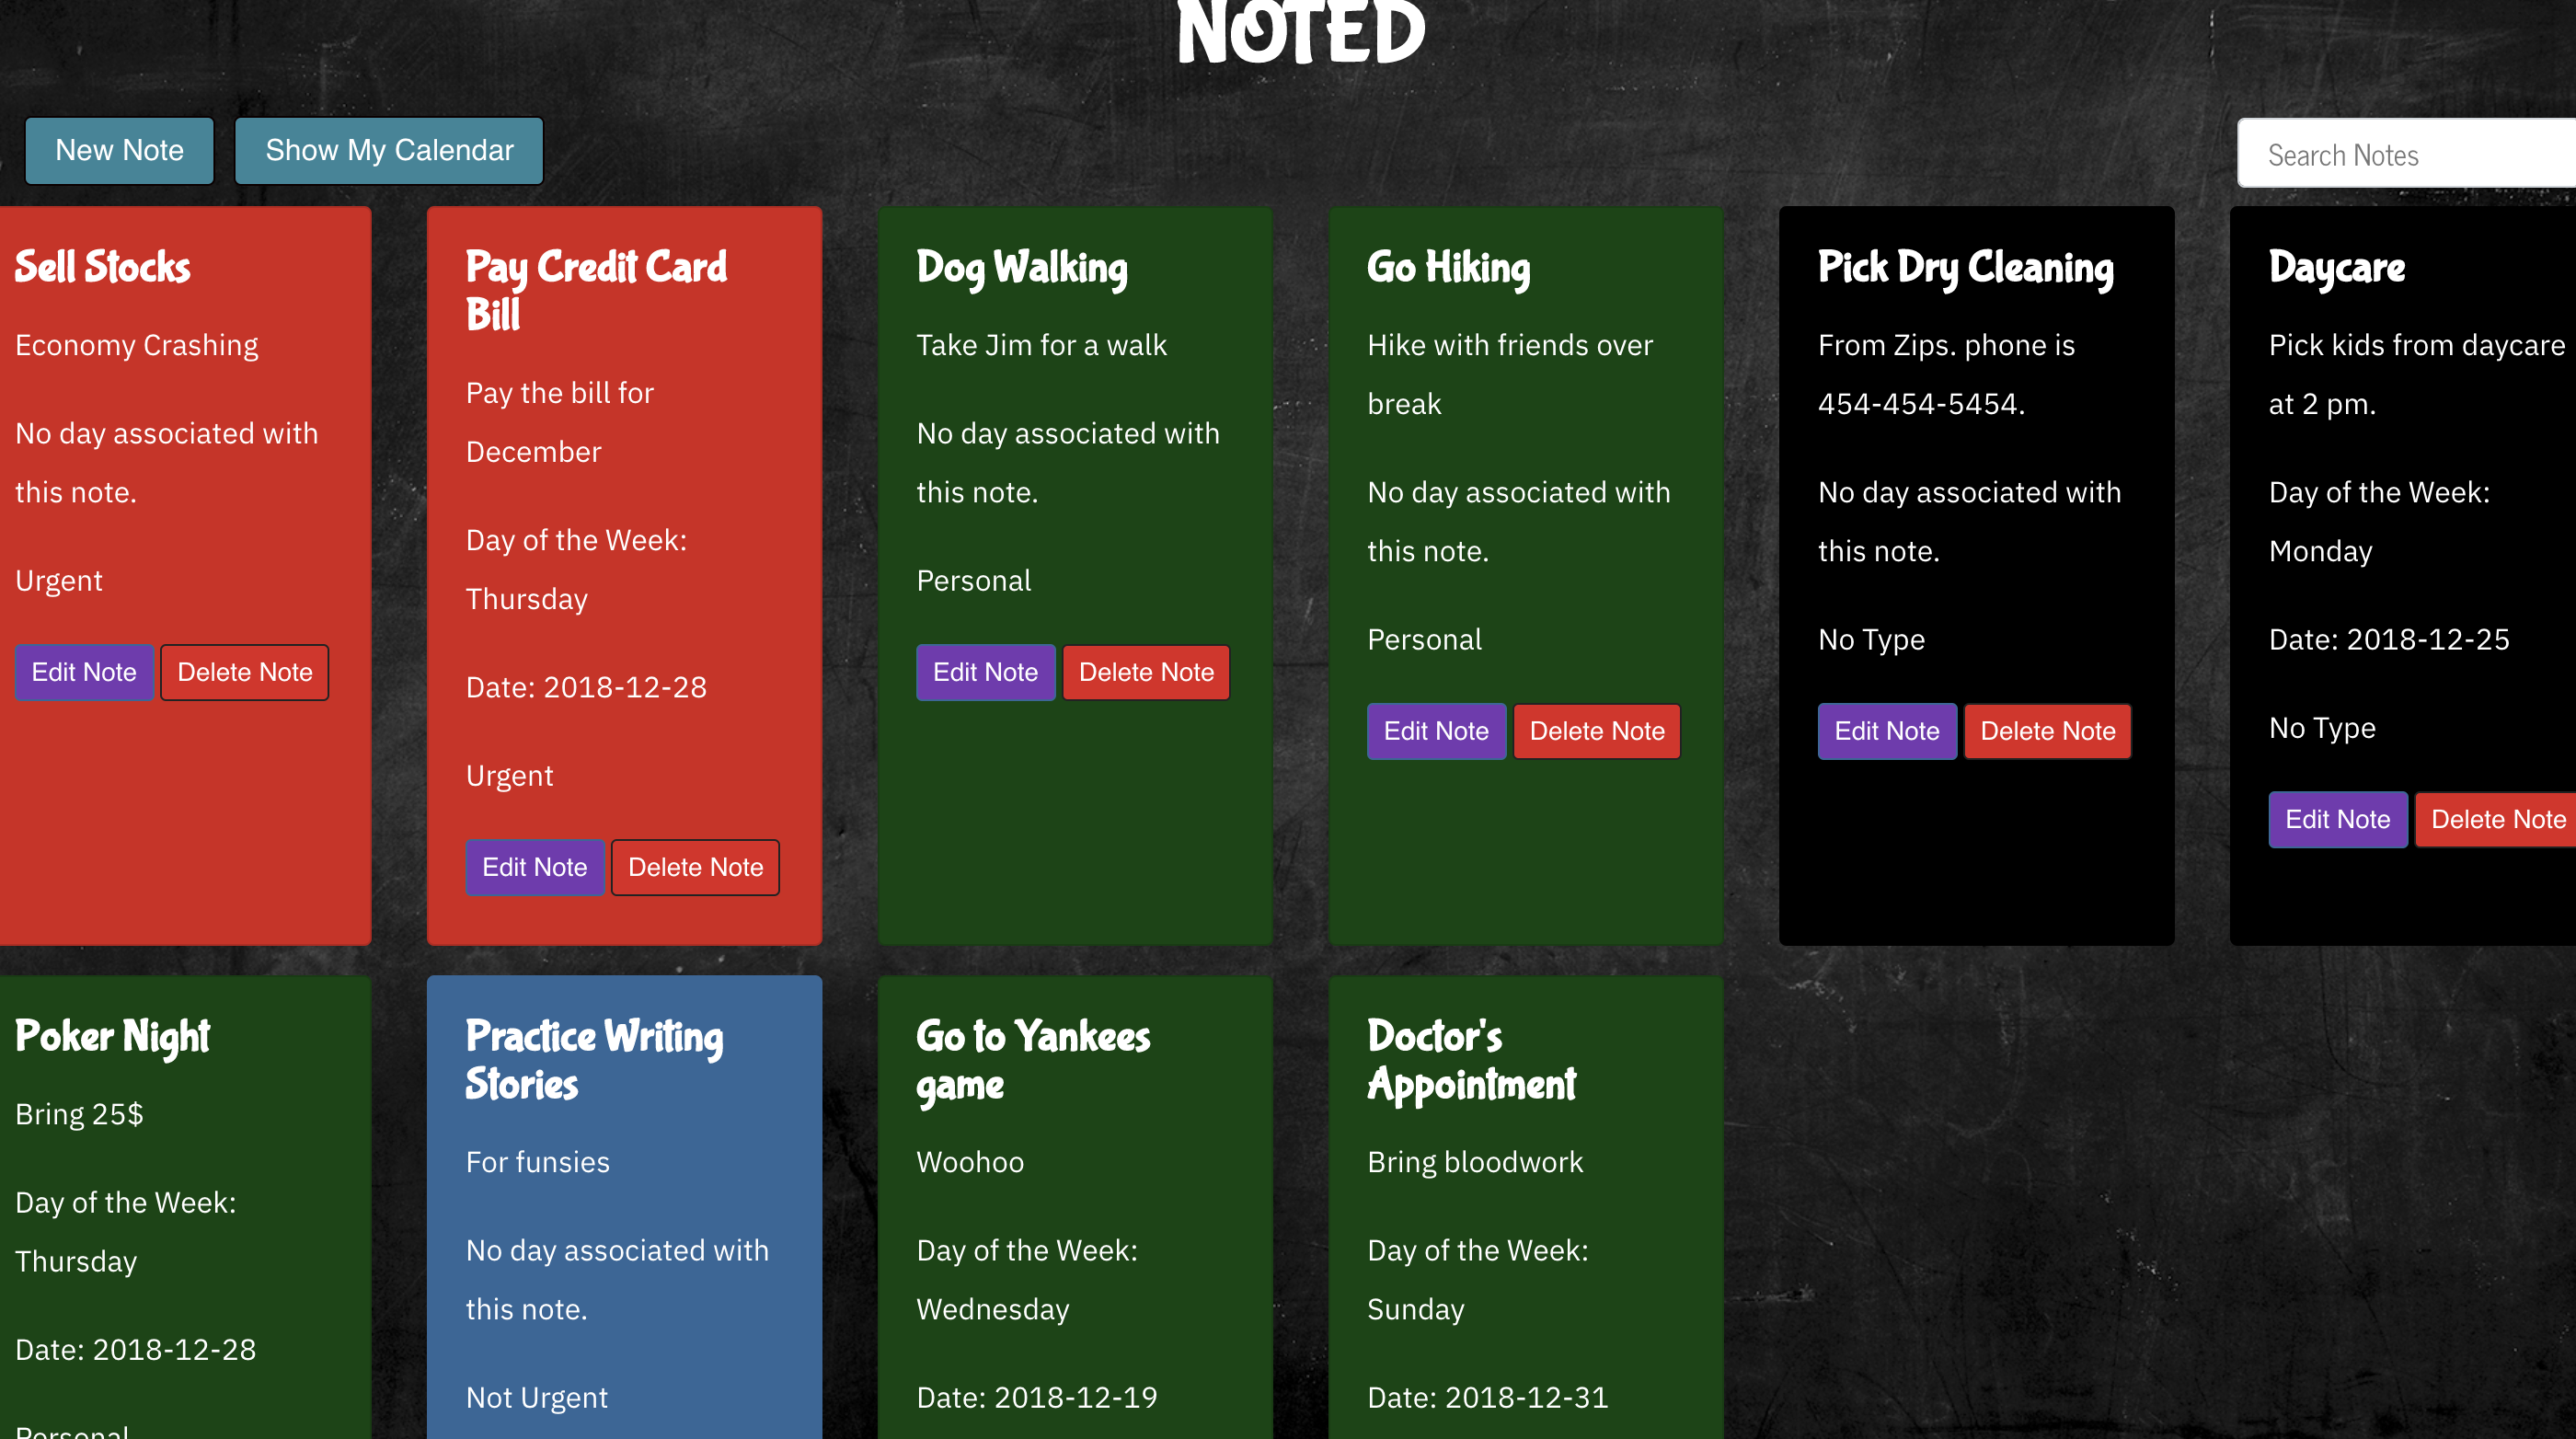 NOTED
New Note
Show My Calendar
Search Notes
Sell Stocks
Economy Crashing
No day associated with
this note.
Urgent
Edit Note
Delete Note
Pay Credit Card
Bill
Pay the bill for
December
Day of the Week:
Thursday
Date: 2018-12-28
Urgent
Edit Note
Delete Note
Dog Walking
Take Jim for a walk
No day associated with
this note.
Personal
Edit Note
Delete Note
Go Hiking
Hike with friends over
break
No day associated with
this note.
Personal
Edit Note
Delete Note
Pick Dry Cleaning
From Zips. phone is
454-454-5454.
No day associated with
this note.
No Type
Edit Note
Delete Note
Daycare
Pick kids from daycare
at 2 pm.
Day of the Week:
Monday
Date: 2018-12-25
No Type
Edit Note
Delete Note
Poker Night
Bring 25$
Day of the Week:
Thursday
Date: 2018-12-28
Personal
Practice Writing
Stories
For funsies
No day associated with
this note.
Not Urgent
Go to Yankees
game
Woohoo
Day of the Week:
Wednesday
Date: 2018-12-19
Doctor's
Appointment
Bring bloodwork
Day of the Week:
Sunday
Date: 2018-12-31